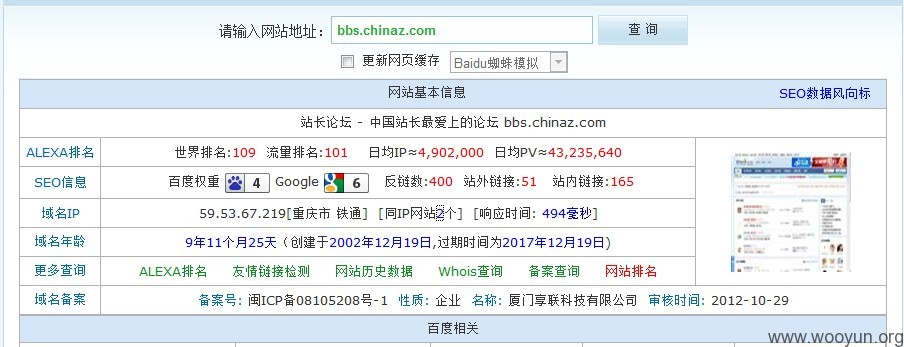 请输入网站地址： bbs.chinaz.com 查 询
更新网页缓存 Baidu蜘蛛模拟
网站基本信息 SEO数据风向标
站长论坛 - 中国站长最爱上的论坛 bbs.chinaz.com
ALEXA排名 世界排名:109 流量排名:101 日均IP≈4,902,000 日均PV≈43,235,640
SEO信息 百度权重 4 Google 6 反链数:400 站外链接:51 站内链接:165
域名IP 59.53.67.219[重庆市 铁通] [同IP网站2个] [响应时间: 494毫秒]
域名年龄 9年11个月25天（创建于2002年12月19日,过期时间为2017年12月19日)
更多查询 ALEXA排名 友情链接检测 网站历史数据 Whois查询 备案查询 网站排名
域名备案 备案号: 闽ICP备08105208号-1 性质: 企业 名称: 厦门享联科技有限公司 审核时间: 2012-10-29
百度相关
www.wooyun.org